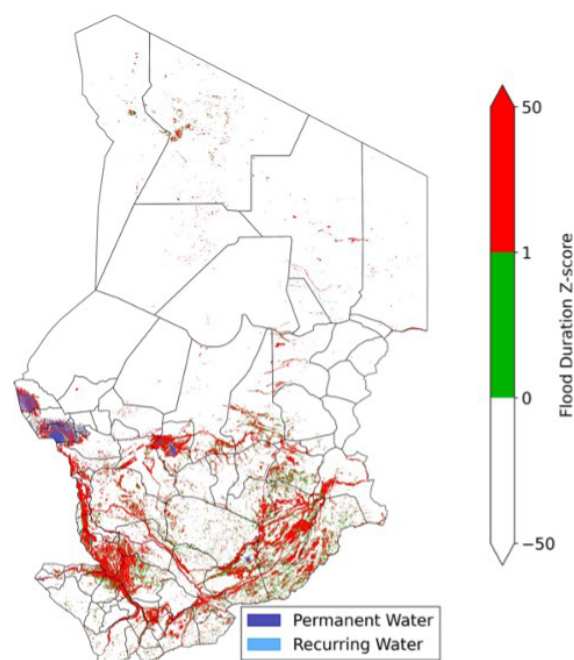 50
1
0
−50
Flood Duration Z-score
Permanent Water
Recurring Water